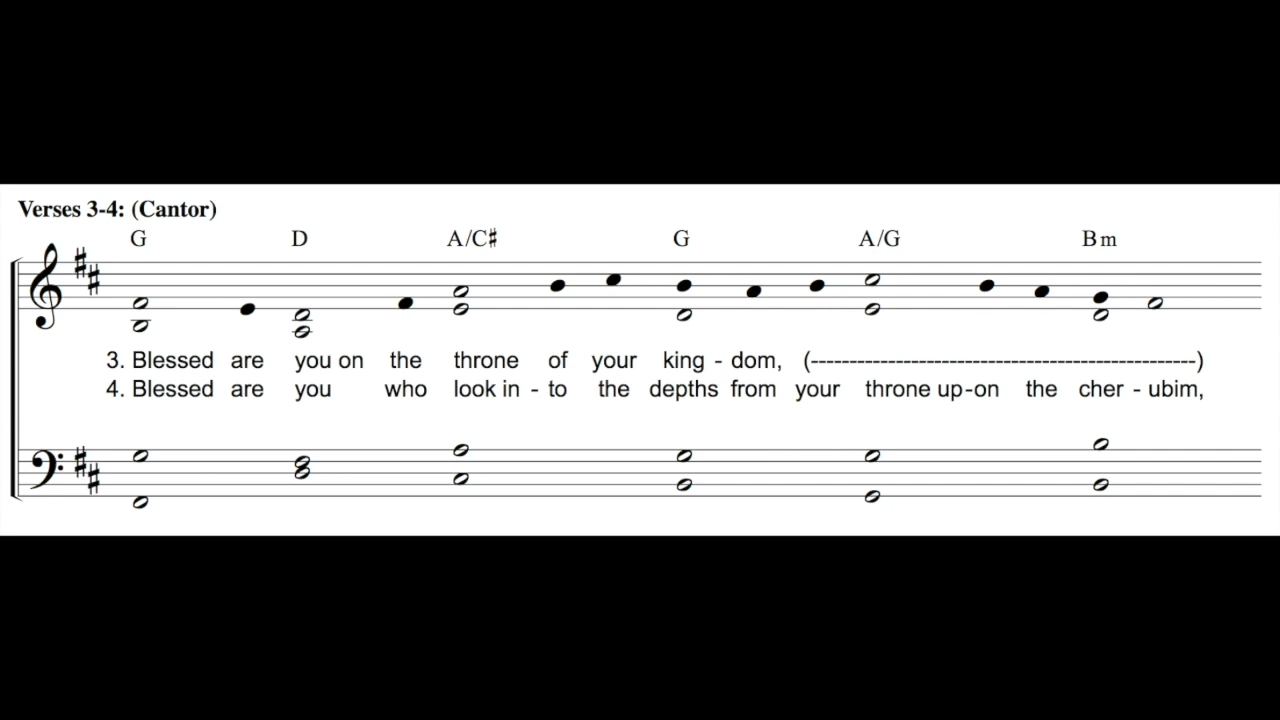 Verses 3-4: (Cantor)
G D A/C♯ G A/G Bm
3. Blessed are you on the throne of your king - dom, (--------------------------------------------------)
4. Blessed are you who look in - to the depths from your throne up-on the cher - ubim,